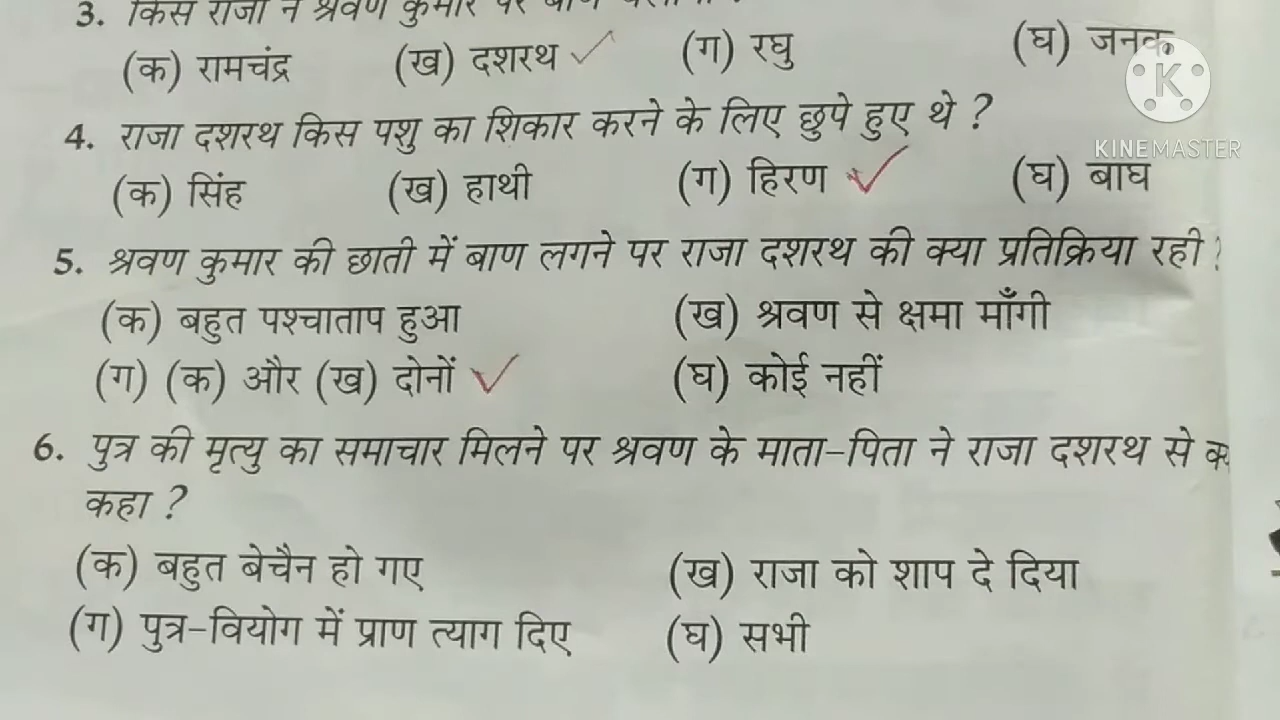 3. किस राजा ने श्रवण कुमार पर बाण
(क) रामचंद्र (ख) दशरथ (ग) रघु (घ) जनक
KINEMASTER
4. राजा दशरथ किस पशु का शिकार करने के लिए छुपे हुए थे ?
(क) सिंह (ख) हाथी (ग) हिरण (घ) बाघ
5. श्रवण कुमार की छाती में बाण लगने पर राजा दशरथ की क्या प्रतिक्रिया रही ?
(क) बहुत पश्चाताप हुआ (ख) श्रवण से क्षमा माँगी
(ग) (क) और (ख) दोनों (घ) कोई नहीं
6. पुत्र की मृत्यु का समाचार मिलने पर श्रवण के माता-पिता ने राजा दशरथ से
कहा ?
(क) बहुत बेचैन हो गए (ख) राजा को शाप दे दिया
(ग) पुत्र-वियोग में प्राण त्याग दिए (घ) सभी